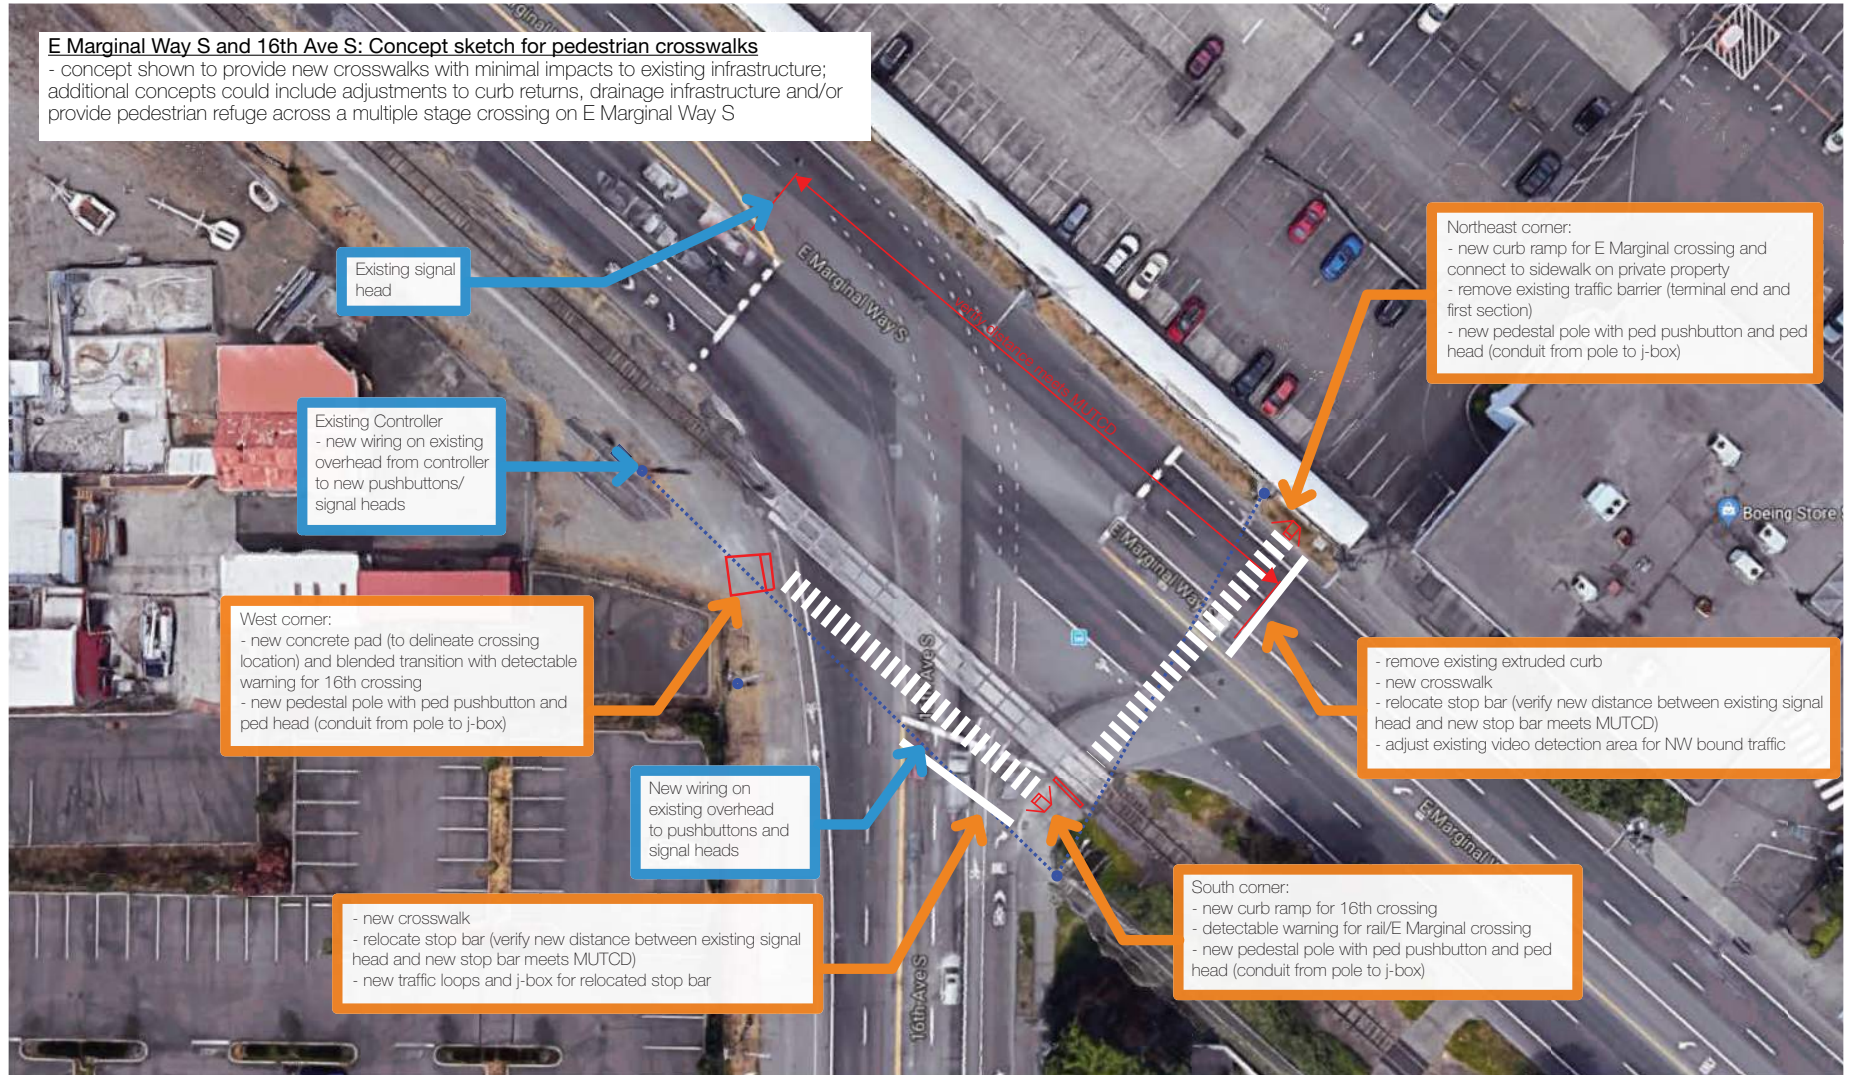 E Marginal Way S and 16th Ave S: Concept sketch for pedestrian crosswalks
- concept shown to provide new crosswalks with minimal impacts to existing infrastructure;
additional concepts could include adjustments to curb returns, drainage infrastructure and/or
provide pedestrian refuge across a multiple stage crossing on E Marginal Way S
Existing signal
head
E Marginal Way S
verify distance meets MUTCD
Northeast corner:
- new curb ramp for E Marginal crossing and
connect to sidewalk on private property
- remove existing traffic barrier (terminal end and
first section)
- new pedestal pole with ped pushbutton and ped
head (conduit from pole to j-box)
Existing Controller
- new wiring on existing
overhead from controller
to new pushbuttons/
signal heads
Boeing Store
E Marginal Way
West corner:
- new concrete pad (to delineate crossing
location) and blended transition with detectable
warning for 16th crossing
- new pedestal pole with ped pushbutton and
ped head (conduit from pole to j-box)
Ave S
- remove existing extruded curb
- new crosswalk
- relocate stop bar (verify new distance between existing signal
head and new stop bar meets MUTCD)
- adjust existing video detection area for NW bound traffic
New wiring on
existing overhead
to pushbuttons and
signal heads
E Marginal
South corner:
- new curb ramp for 16th crossing
- detectable warning for rail/E Marginal crossing
- new pedestal pole with ped pushbutton and ped
head (conduit from pole to j-box)
- new crosswalk
- relocate stop bar (verify new distance between existing signal
head and new stop bar meets MUTCD)
- new traffic loops and j-box for relocated stop bar
16th Ave S